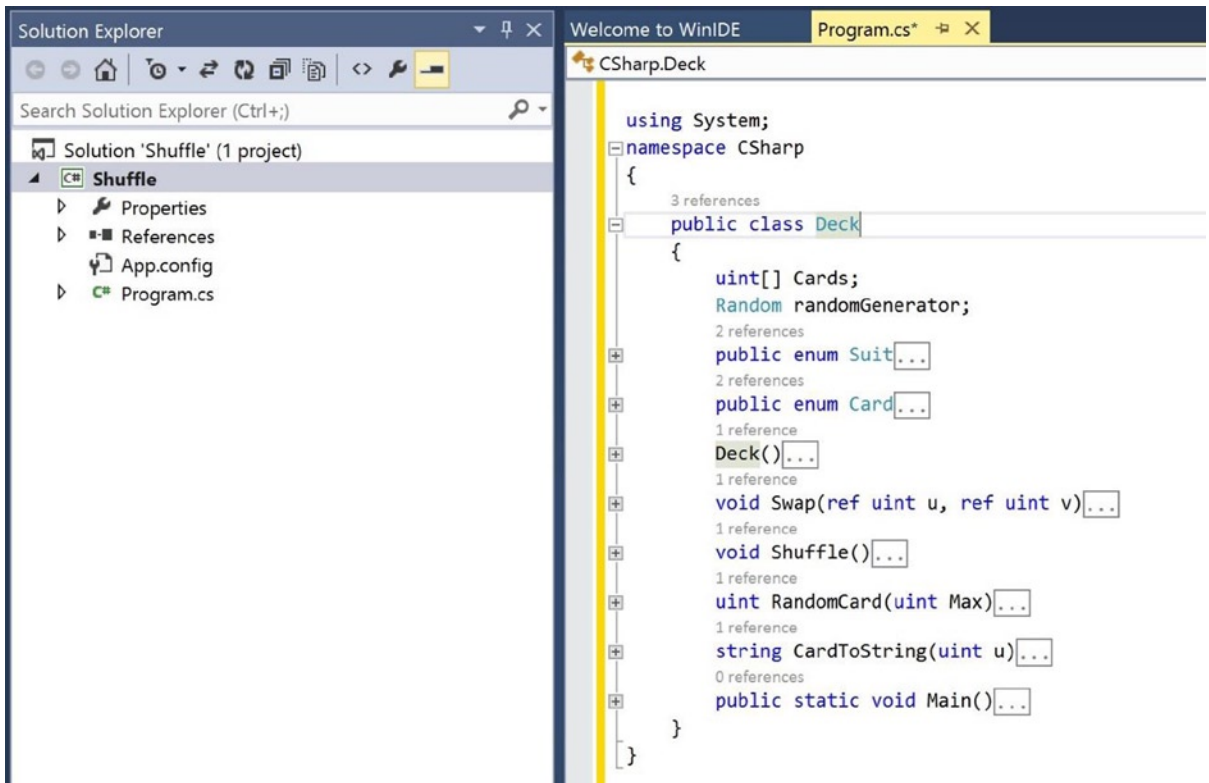 Solution Explorer
Search Solution Explorer (Ctrl+;)
Solution 'Shuffle' (1 project)
C# Shuffle
Properties
References
App.config
C# Program.cs
Welcome to WinIDE
Program.cs*
CSharp.Deck
using System;
namespace CSharp
{
3 references
public class Deck
{
uint[] Cards;
Random randomGenerator;
2 references
public enum Suit...
2 references
public enum Card...
1 reference
Deck()...
1 reference
void Swap(ref uint u, ref uint v)...
1 reference
void Shuffle()...
1 reference
uint RandomCard(uint Max)...
1 reference
string CardToString(uint u)...
0 references
public static void Main()...
}
}